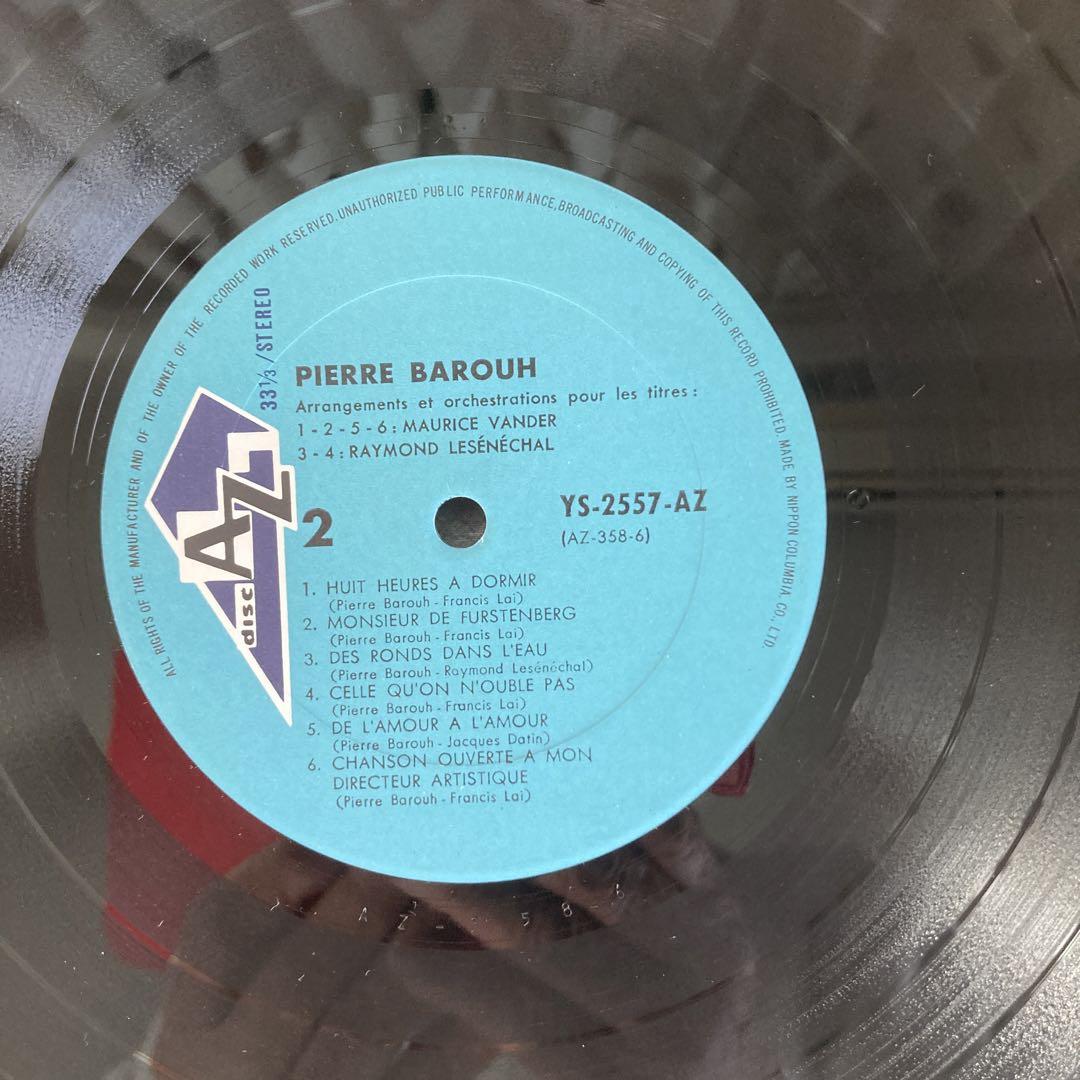 ALL RIGHTS OF THE MANUFACTURER AND OF THE OWNER OF THE RECORDED WORK RESERVED. UNAUTHORIZED PUBLIC PERFORMANCE, BROADCASTING AND COPYING OF THIS RECORD PROHIBITED. MADE BY NIPPON COLUMBIA CO., LTD.
33 1/3 / STEREO
disc AZ
PIERRE BAROUH
Arrangements et orchestrations pour les titres :
1 - 2 - 5 - 6 : MAURICE VANDER
3 - 4 : RAYMOND LESÉNÉCHAL
2
YS-2557-AZ
(AZ-358-6)
1. HUIT HEURES A DORMIR
(Pierre Barouh - Francis Lai)
2. MONSIEUR DE FURSTENBERG
(Pierre Barouh - Francis Lai)
3. DES RONDS DANS L'EAU
(Pierre Barouh - Raymond Lesénéchal)
4. CELLE QU'ON N'OUBLE PAS
(Pierre Barouh - Francis Lai)
5. DE L'AMOUR A L'AMOUR
(Pierre Barouh - Jacques Datin)
6. CHANSON OUVERTE A MON
DIRECTEUR ARTISTIQUE
(Pierre Barouh - Francis Lai)